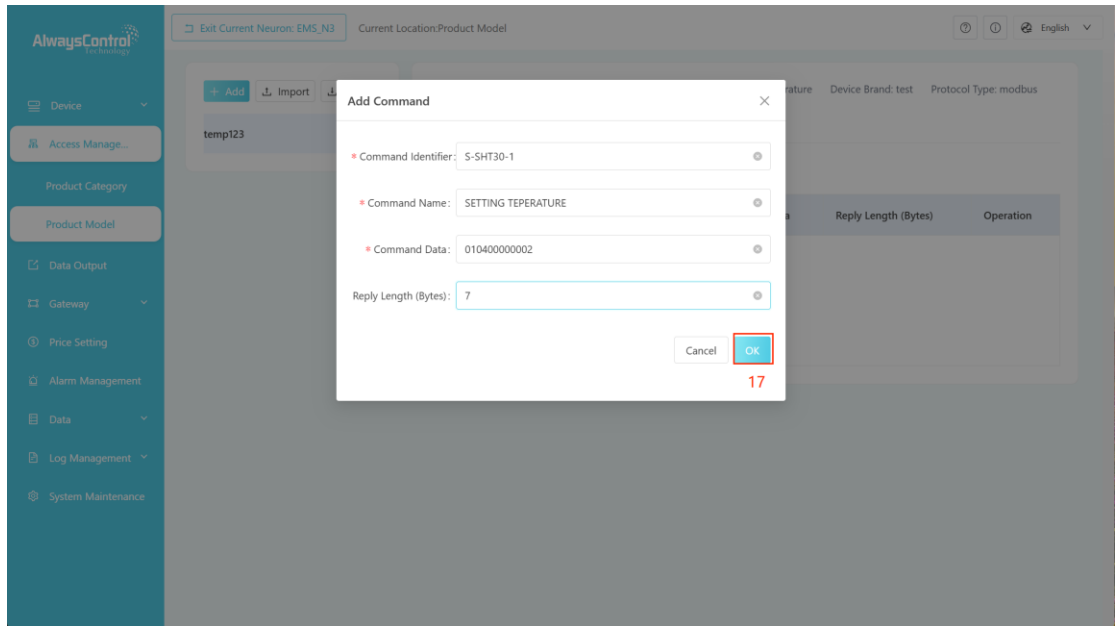 AlwaysControl
Technology
Exit Current Neuron: EMS_N3
Current Location:Product Model
English
Device
Access Manage...
Product Category
Product Model
Data Output
Gateway
Price Setting
Alarm Management
Data
Log Management
System Maintenance
+ Add
Import
temp123
Device Brand: test
Protocol Type: modbus
Reply Length (Bytes)
Operation
Add Command
* Command Identifier: S-SHT30-1
* Command Name: SETTING TEPERATURE
* Command Data: 010400000002
Reply Length (Bytes): 7
Cancel
OK
17